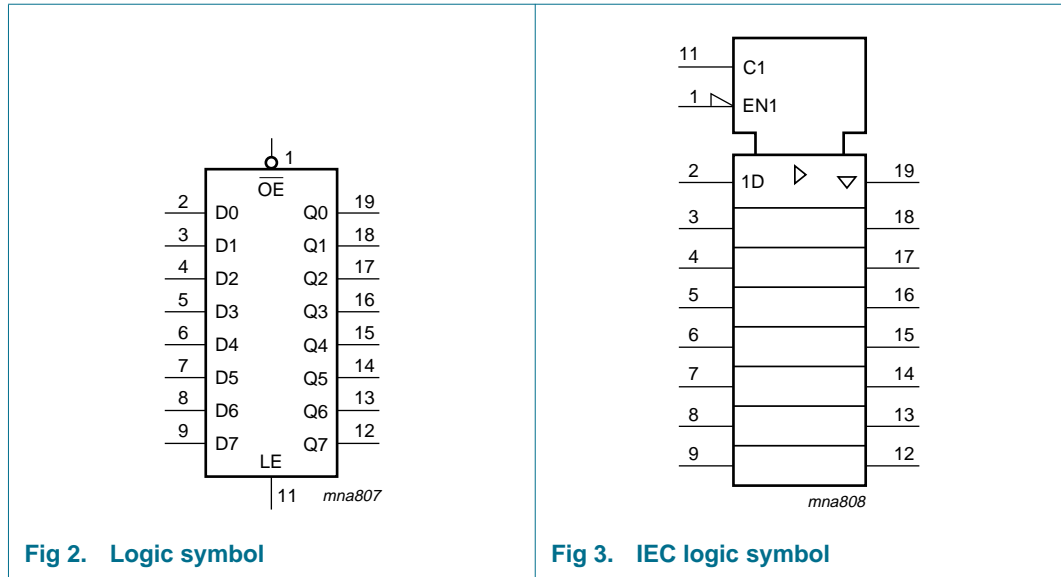 1
OE
2 D0 Q0 19
3 D1 Q1 18
4 D2 Q2 17
5 D3 Q3 16
6 D4 Q4 15
7 D5 Q5 14
8 D6 Q6 13
9 D7 Q7 12
LE
11 mna807
Fig 2. Logic symbol
11 C1
1 EN1
2 1D 19
3 18
4 17
5 16
6 15
7 14
8 13
9 12
mna808
Fig 3. IEC logic symbol